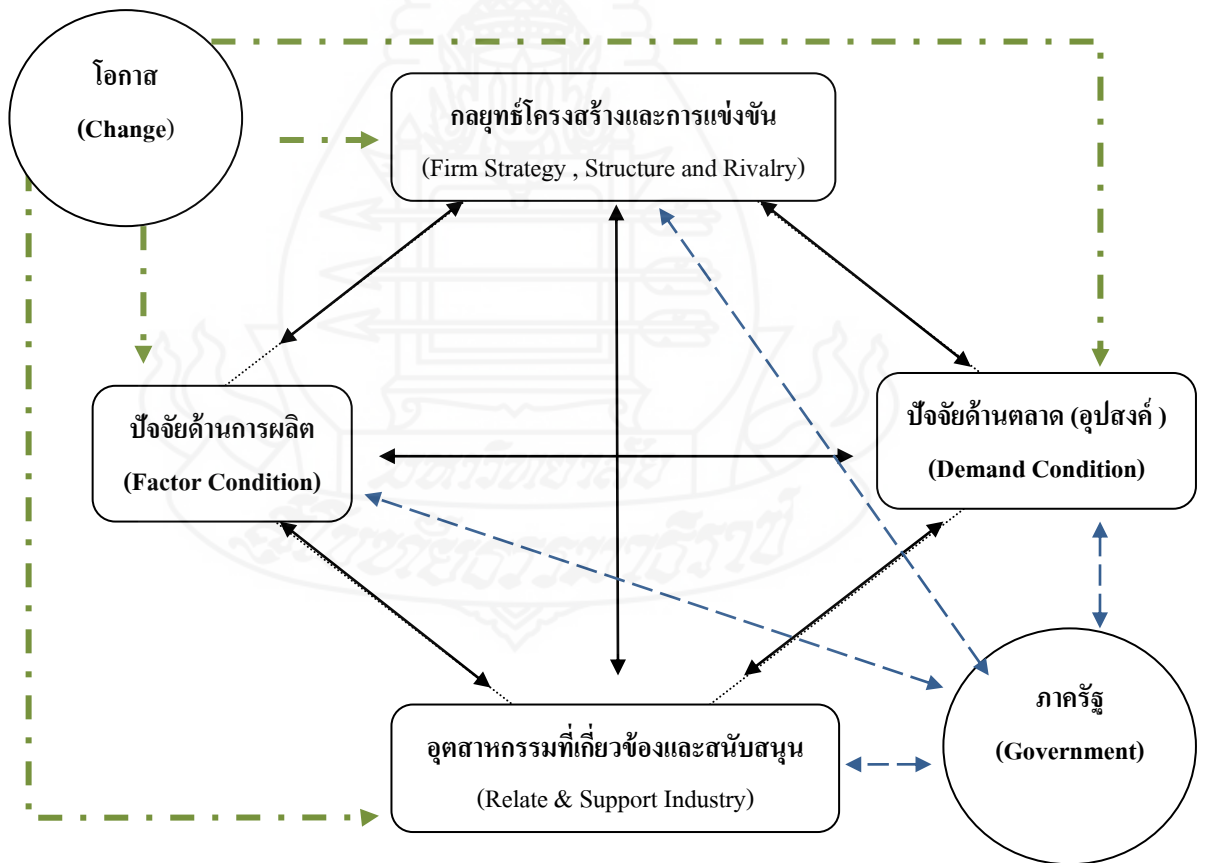 โอกาส
(Change)
กลยุทธ์โครงสร้างและการแข่งขัน
(Firm Strategy , Structure and Rivalry)
ปัจจัยด้านการผลิต
(Factor Condition)
ปัจจัยด้านตลาด (อุปสงค์ )
(Demand Condition)
อุตสาหกรรมที่เกี่ยวข้องและสนับสนุน
(Relate & Support Industry)
ภาครัฐ
(Government)